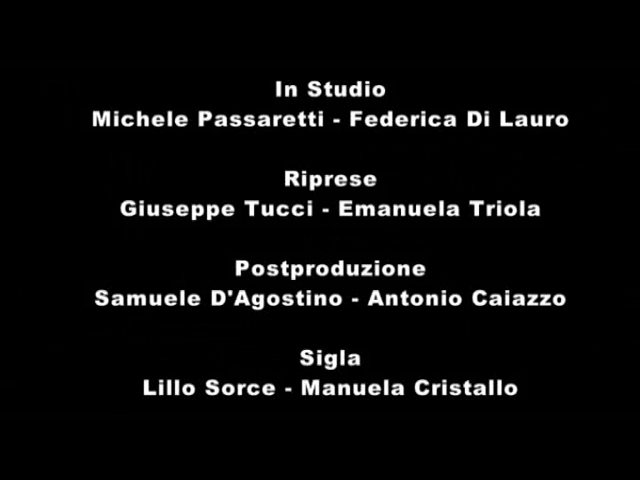 In Studio
Michele Passaretti - Federica Di Lauro
Riprese
Giuseppe Tucci - Emanuela Triola
Postproduzione
Samuele D'Agostino - Antonio Caiazzo
Sigla
Lillo Sorce - Manuela Cristallo